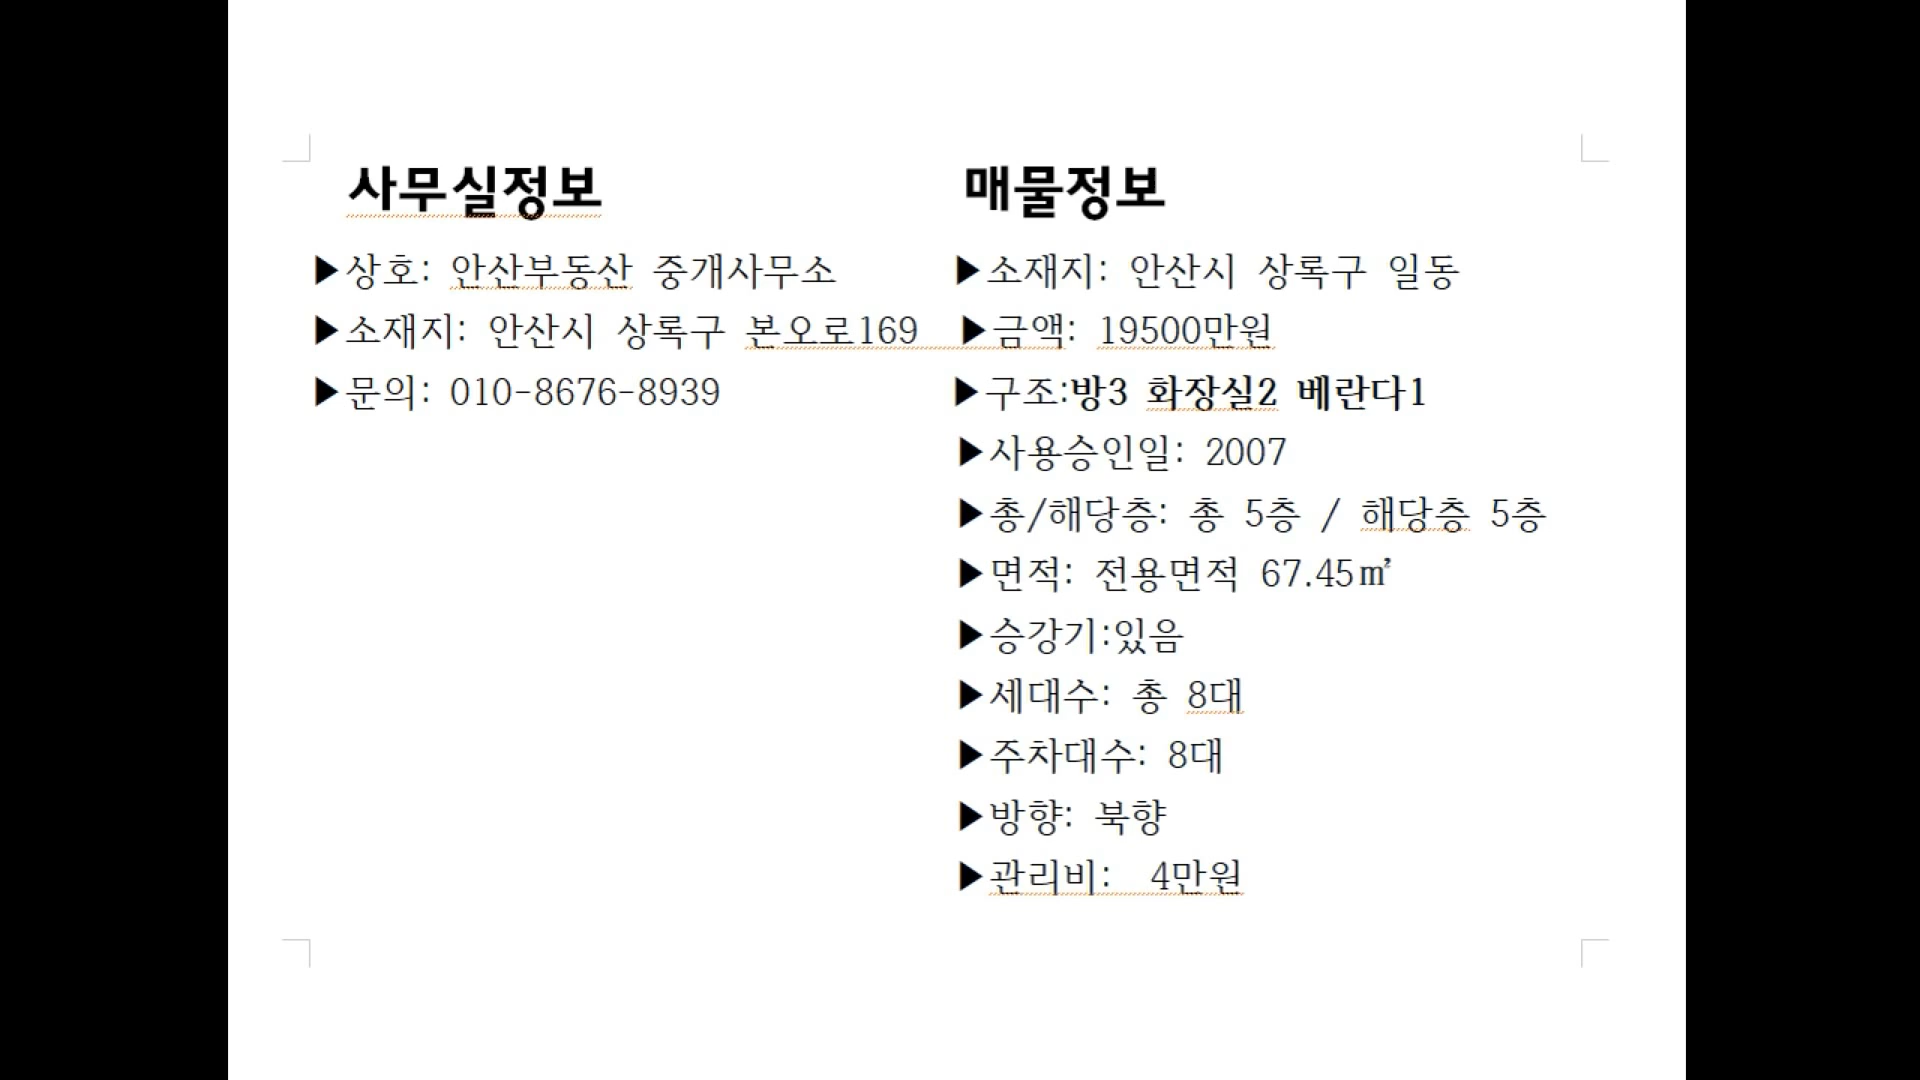 사무실정보
▶상호: 안산부동산 중개사무소
▶소재지: 안산시 상록구 본오로169
▶문의: 010-8676-8939
매물정보
▶소재지: 안산시 상록구 일동
▶금액: 19500만원
▶구조:방3 화장실2 베란다1
▶사용승인일: 2007
▶총/해당층: 총 5층 / 해당층 5층
▶면적: 전용면적 67.45㎡
▶승강기:있음
▶세대수: 총 8대
▶주차대수: 8대
▶방향: 북향
▶관리비: 4만원